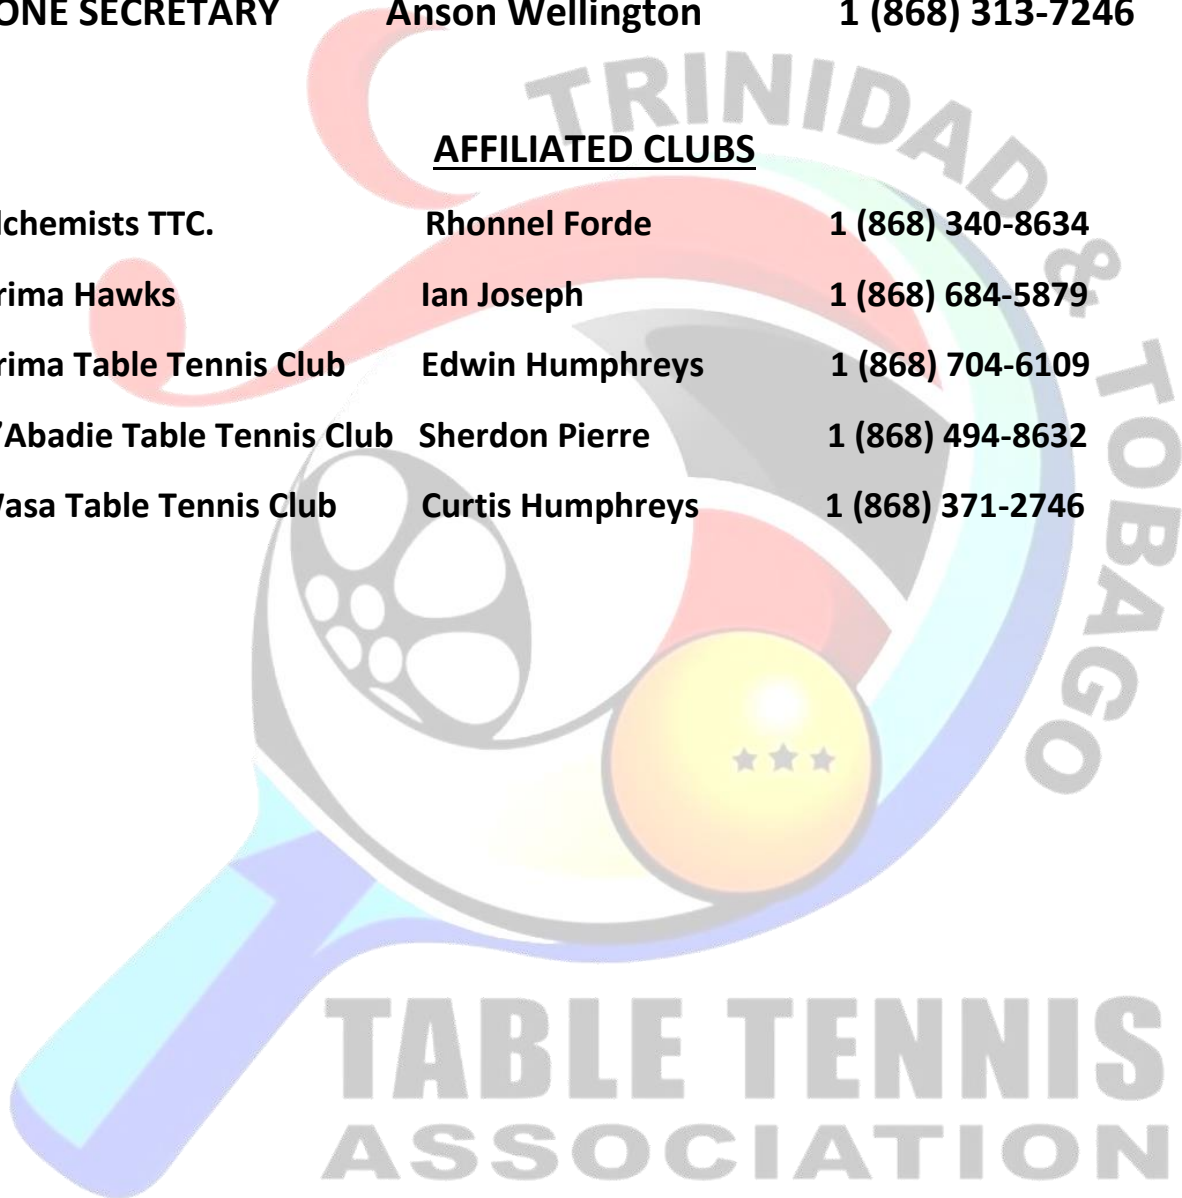 ONE SECRETARY Anson Wellington 1 (868) 313-7246
TRINIDAD & TOBAGO
AFFILIATED CLUBS
lchemists TTC. Rhonnel Forde 1 (868) 340-8634
rima Hawks Ian Joseph 1 (868) 684-5879
rima Table Tennis Club Edwin Humphreys 1 (868) 704-6109
’Abadie Table Tennis Club Sherdon Pierre 1 (868) 494-8632
Vasa Table Tennis Club Curtis Humphreys 1 (868) 371-2746
TABLE TENNIS
ASSOCIATION